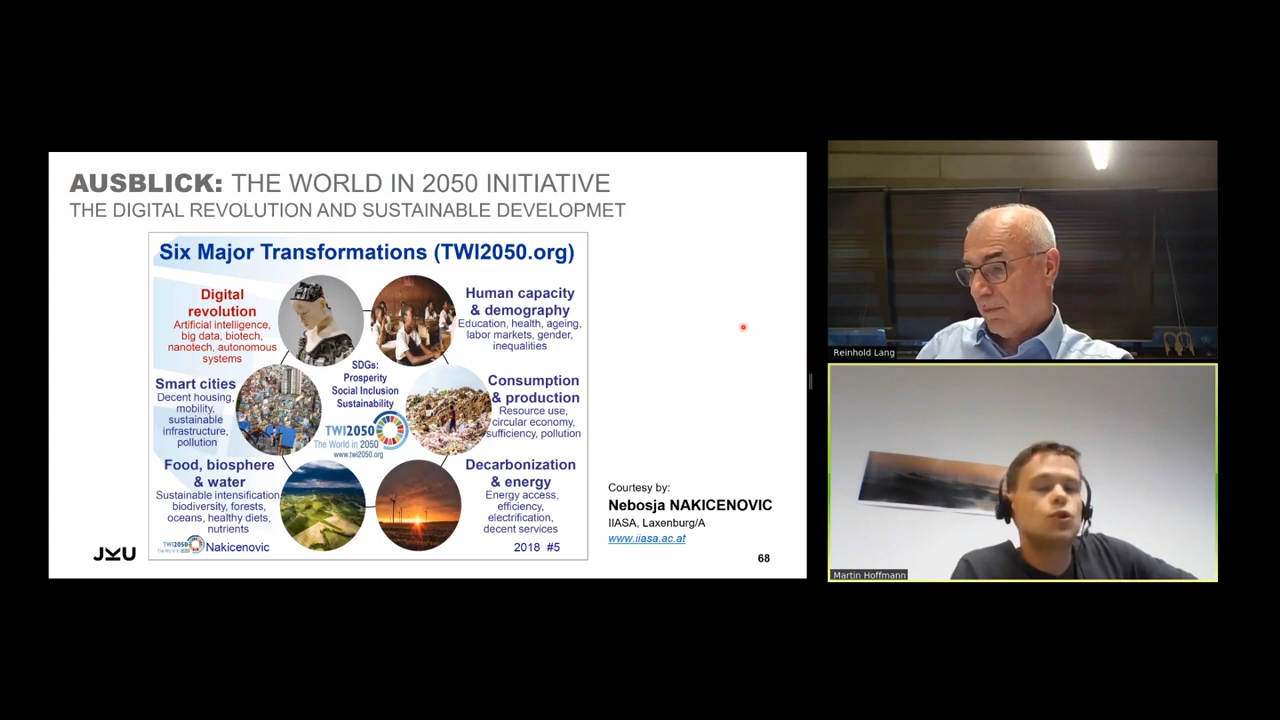 AUSBLICK: THE WORLD IN 2050 INITIATIVE
THE DIGITAL REVOLUTION AND SUSTAINABLE DEVELOPMET
Six Major Transformations (TWI2050.org)
Digital
revolution
Artificial intelligence,
big data, biotech,
nanotech, autonomous
systems
Human capacity
& demography
Education, health, ageing,
labor markets, gender,
inequalities
SDGs:
Prosperity
Social Inclusion
Sustainability
Smart cities
Decent housing,
mobility,
sustainable
infrastructure,
pollution
Consumption
& production
Resource use,
circular economy,
sufficiency, pollution
TWI2050
The World in 2050
www.twi2050.org
Food, biosphere
& water
Sustainable intensification,
biodiversity, forests,
oceans, healthy diets,
nutrients
Decarbonization
& energy
Energy access,
efficiency,
electrification,
decent services
TWI2050
Nakicenovic
2018 #5
Courtesy by:
Nebosja NAKICENOVIC
IIASA, Laxenburg/A
www.iiasa.ac.at
JKU
68
Reinhold Lang
Martin Hoffmann